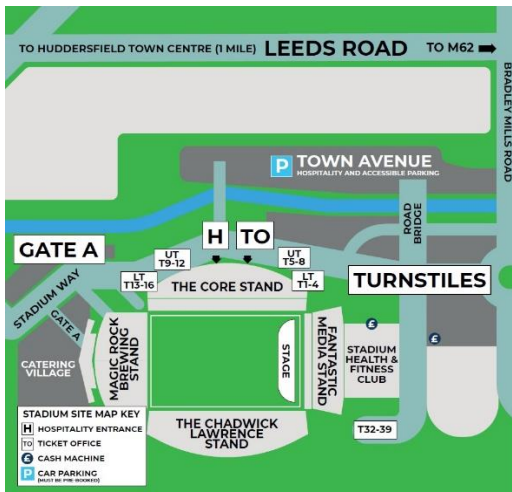 TO HUDDERSFIELD TOWN CENTRE (1 MILE) LEEDS ROAD TO M62
BRADLEY MILLS ROAD
P TOWN AVENUE
HOSPITALITY AND ACCESSIBLE PARKING
ROAD
BRIDGE
H TO
GATE A
UT
T9-12
UT
T5-8
LT
T13-16
LT
T1-4
TURNSTILES
THE CORE STAND
STADIUM WAY
GATE A
CATERING
VILLAGE
MAGIC ROCK
BREWING
STAND
STAGE
FANTASTIC
MEDIA STAND
£
£
STADIUM
HEALTH &
FITNESS
CLUB
THE CHADWICK
LAWRENCE
STAND
T32-39
STADIUM SITE MAP KEY
H HOSPITALITY ENTRANCE
TO TICKET OFFICE
£ CASH MACHINE
P CAR PARKING
(MUST BE PRE-BOOKED)